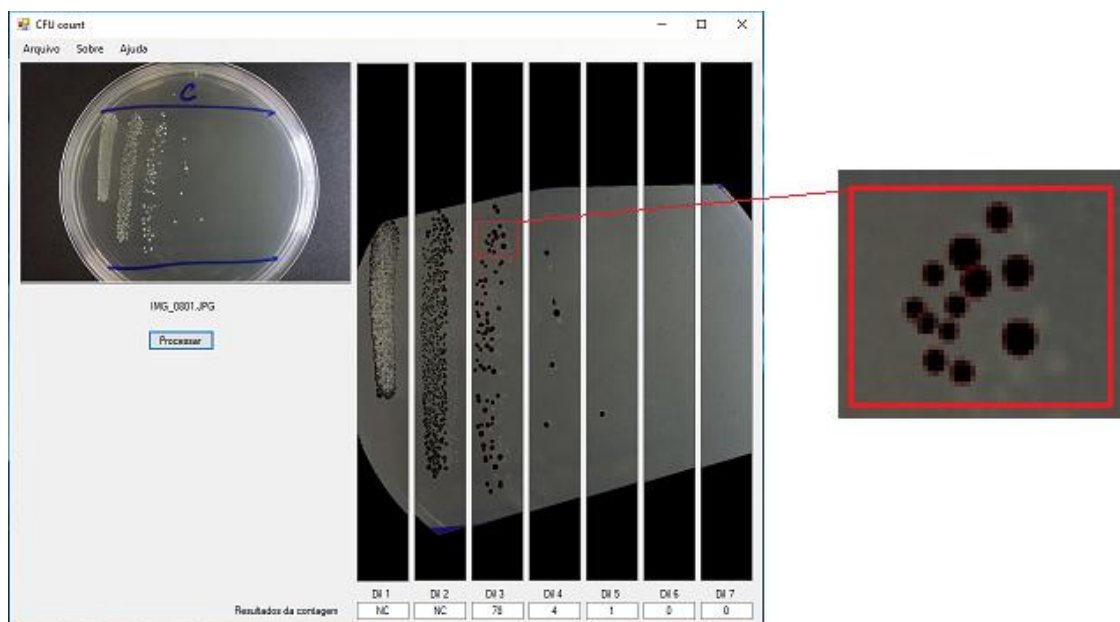 CFU count
Arquivo Sobre Ajuda
C
IMG_0801.JPG
Processar
Dil 1 Dil 2 Dil 3 Dil 4 Dil 5 Dil 6 Dil 7
Resultados da contagem NC NC 78 4 1 0 0